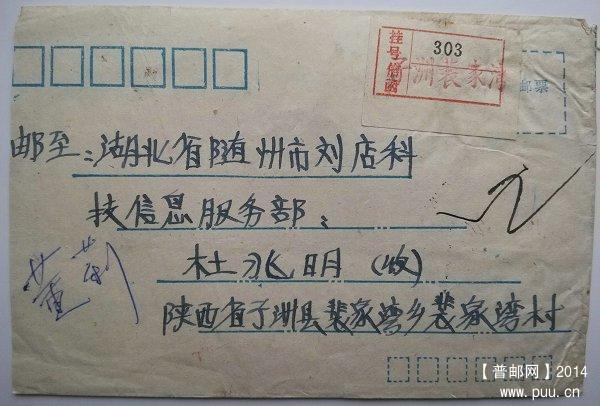 挂号信函
303
子洲裴家湾
邮票
邮至:湖北省随州市刘店科
技信息服务部:
杜兆明(收)
陕西省子洲县裴家湾乡裴家湾村
【普邮网】2014
www.puu.cn